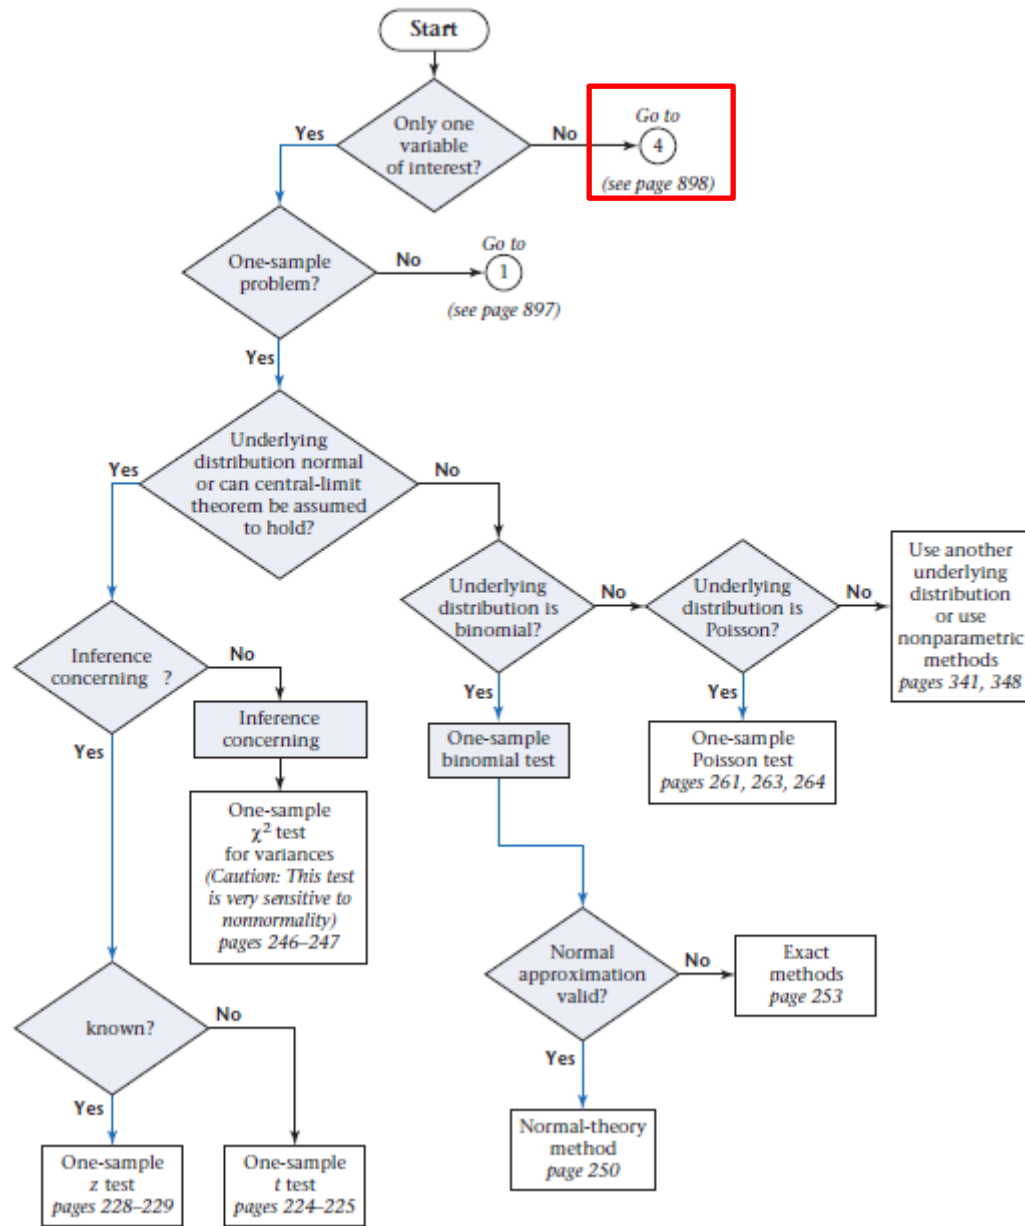 Start
Only one
variable
of interest?
Yes
No
Go to
4
(see page 898)
One-sample
problem?
No
Go to
1
(see page 897)
Yes
Underlying
distribution normal
or can central-limit
theorem be assumed
to hold?
Yes
No
Underlying
distribution is
binomial?
No
Underlying
distribution is
Poisson?
No
Use another
underlying
distribution
or use
nonparametric
methods
pages 341, 348
Inference
concerning ?
No
Inference
concerning
One-sample
χ² test
for variances
(Caution: This test
is very sensitive to
nonnormality)
pages 246–247
Yes
Yes
One-sample
binomial test
Yes
One-sample
Poisson test
pages 261, 263, 264
Normal
approximation
valid?
No
Exact
methods
page 253
Yes
Normal-theory
method
page 250
known?
No
Yes
One-sample
z test
pages 228–229
One-sample
t test
pages 224–225